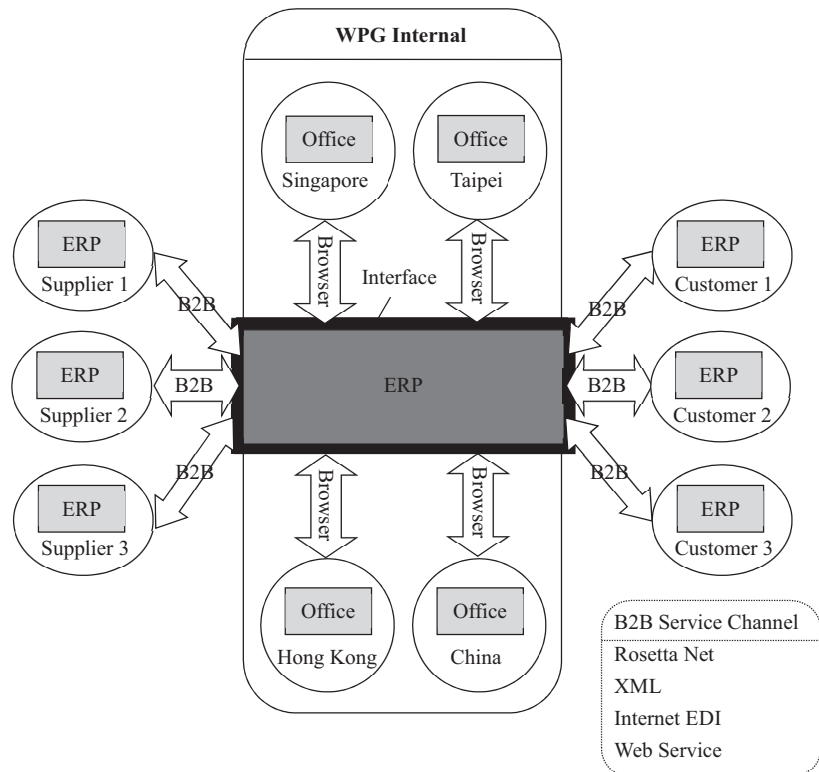 WPG Internal
Office
Singapore
Office
Taipei
Browser
Browser
Interface
ERP
Supplier 1
B2B
ERP
Supplier 2
B2B
ERP
Supplier 3
B2B
ERP
ERP
Customer 1
B2B
ERP
Customer 2
B2B
ERP
Customer 3
B2B
Browser
Browser
Office
Hong Kong
Office
China
B2B Service Channel
Rosetta Net
XML
Internet EDI
Web Service